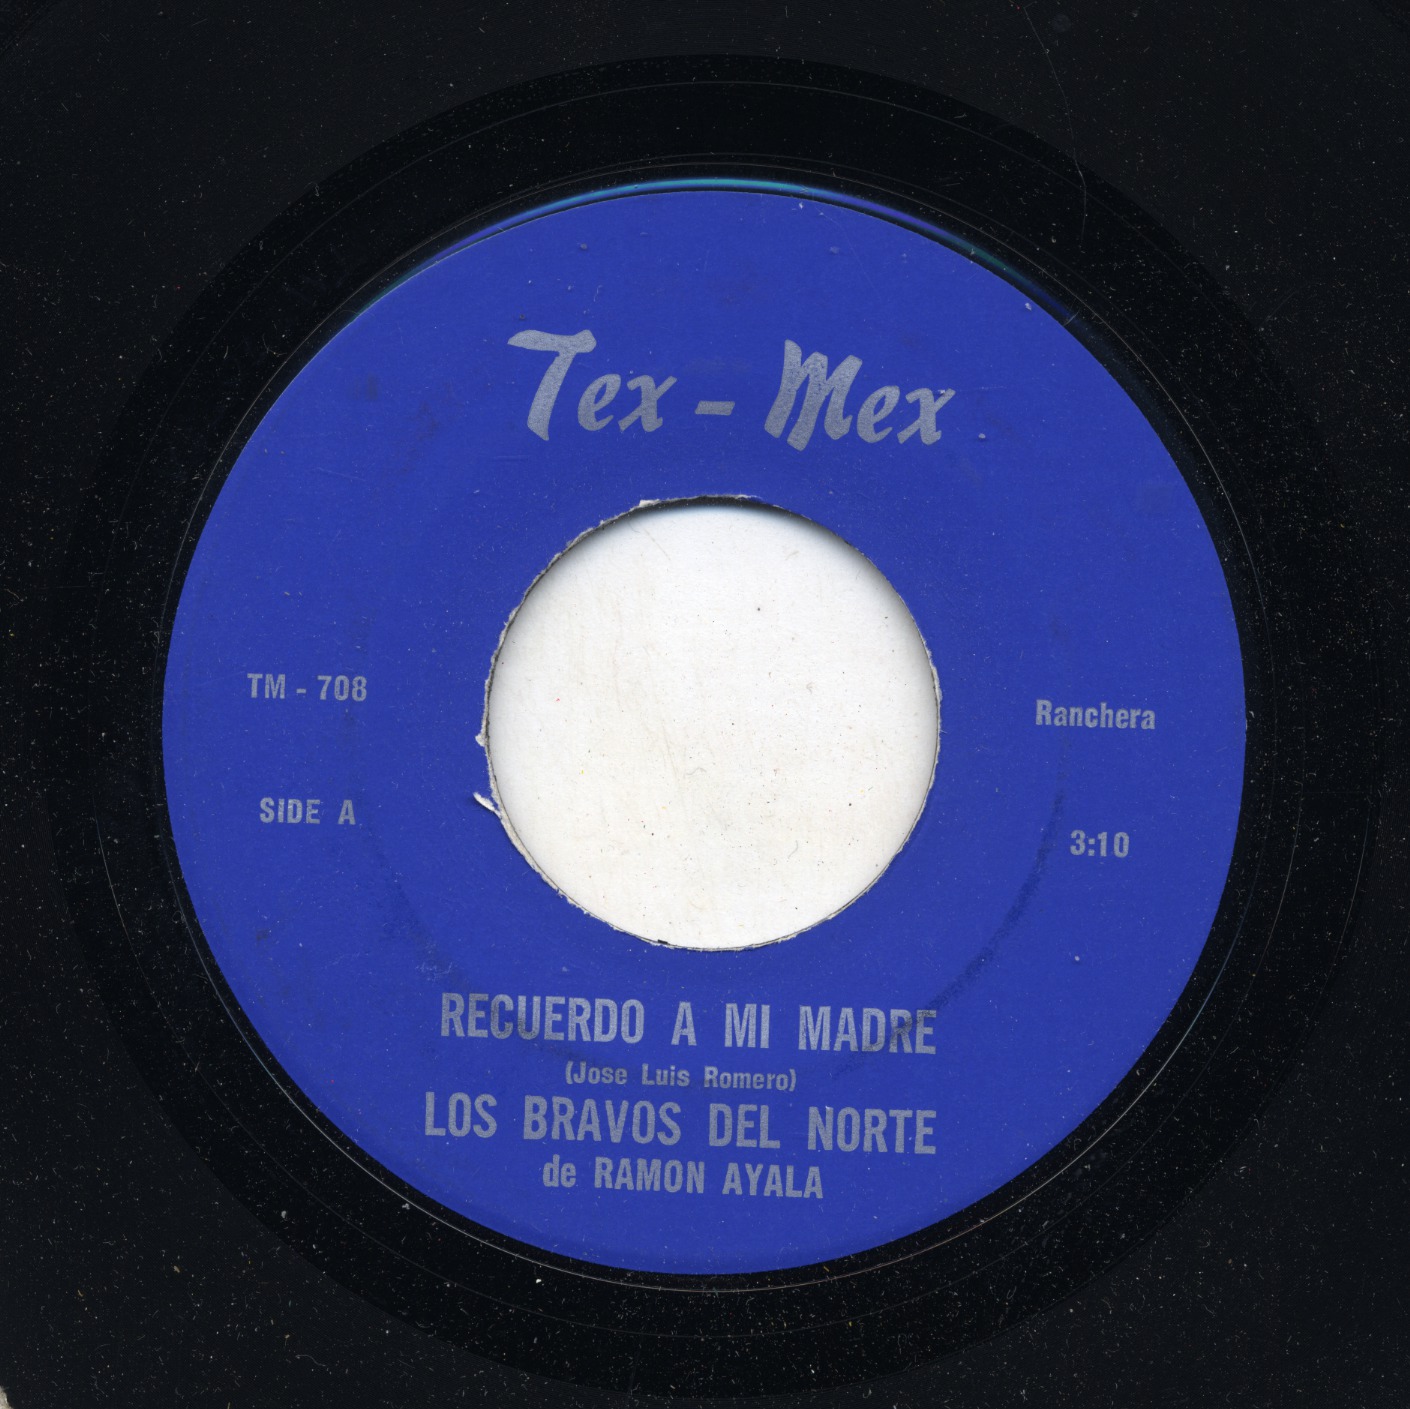 Tex-Mex
TM - 708
SIDE A
Ranchera
3:10
RECUERDO A MI MADRE
(Jose Luis Romero)
LOS BRAVOS DEL NORTE
de RAMON AYALA